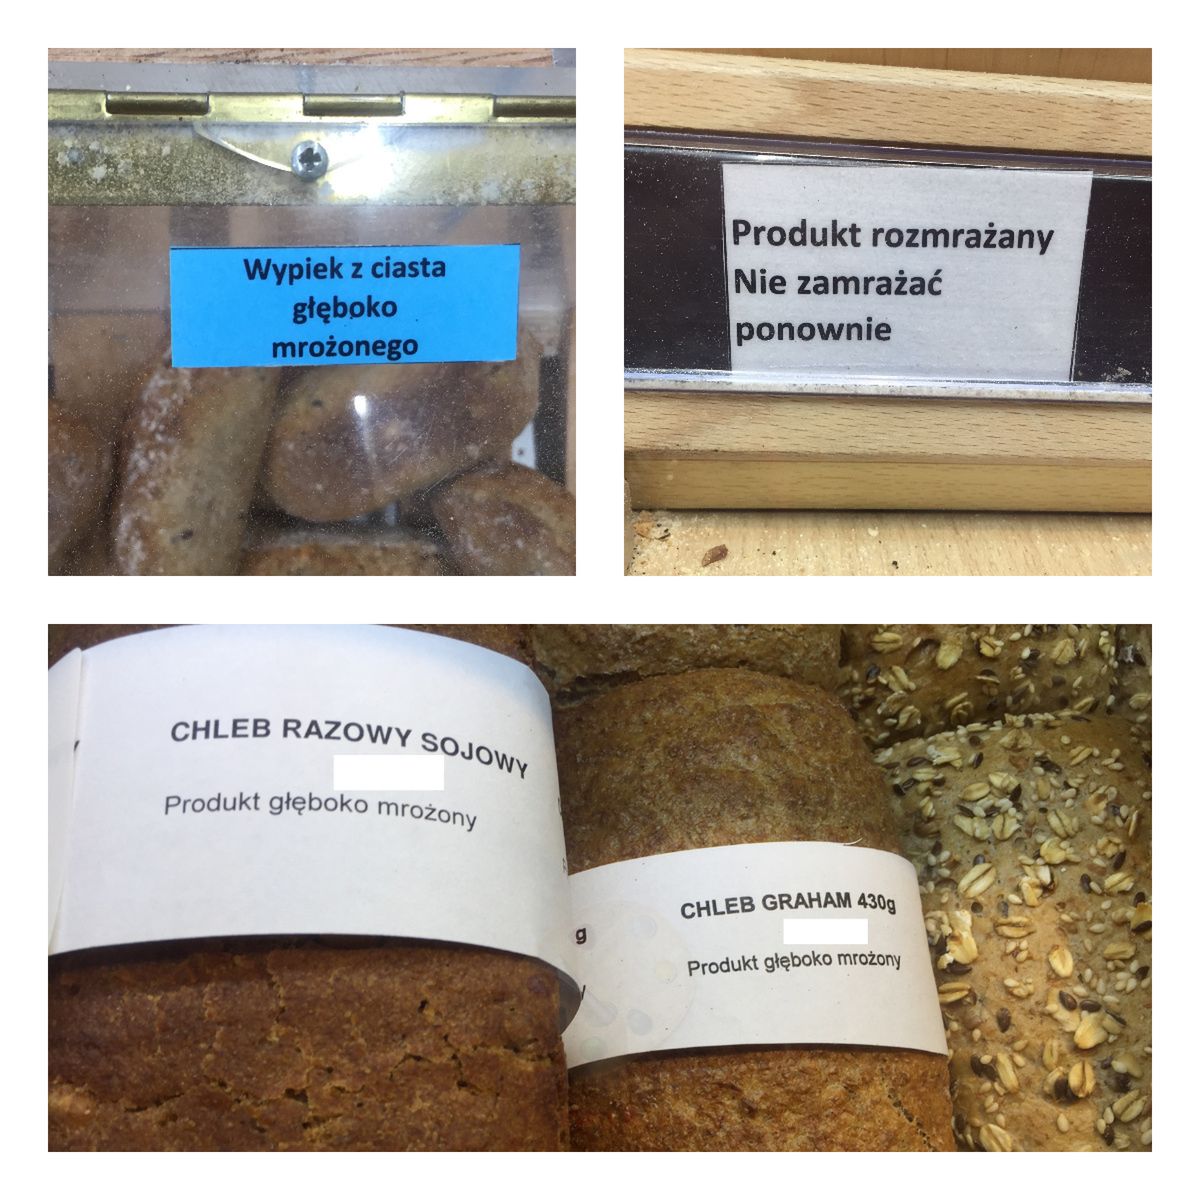 Wypiek z ciasta
głęboko
mrożonego
Produkt rozmrażany
Nie zamrażać
ponownie
CHLEB RAZOWY SOJOWY
Produkt głęboko mrożony
g
CHLEB GRAHAM 430g
Produkt głęboko mrożony